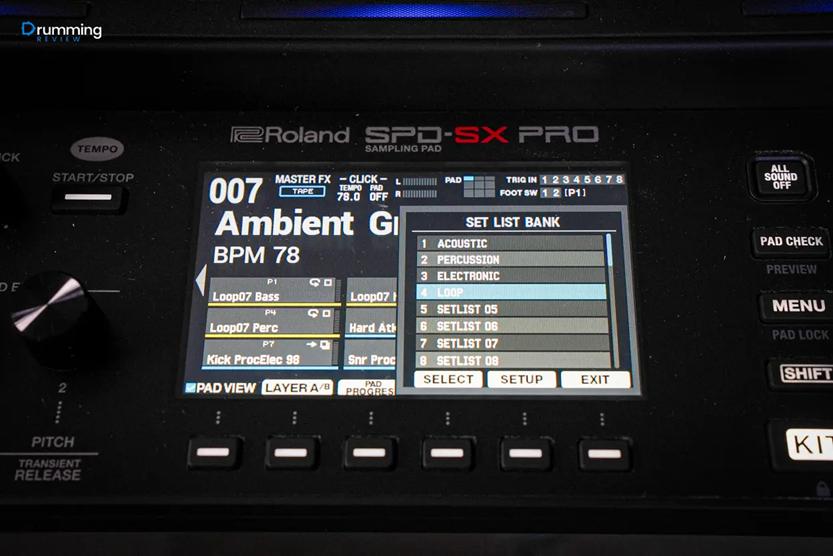 Drumming
REVIEW
Roland SPD-SX PRO
SAMPLING PAD
TEMPO
START/STOP
2
PITCH
TRANSIENT
RELEASE
007
MASTER FX
TAPE
-CLICK-
TEMPO PAD
78.0 OFF
L
R
PAD
TRIG IN 1 2 3 4 5 6 7 8
FOOT SW 1 2 [P1]
Ambient
BPM 78
P1
Loop07 Bass
Loop07
P4
Loop07 Perc
Hard Atk
P7
Kick ProcElec 98
Snr Proc
PAD VIEW
LAYER A/B
PAD
PROGRES
SET LIST BANK
1 ACOUSTIC
2 PERCUSSION
3 ELECTRONIC
4 LOOP
5 SETLIST 05
6 SETLIST 06
7 SETLIST 07
8 SETLIST 08
SELECT
SETUP
EXIT
ALL
SOUND
OFF
PAD CHECK
PREVIEW
MENU
PAD LOCK
SHIFT
KIT